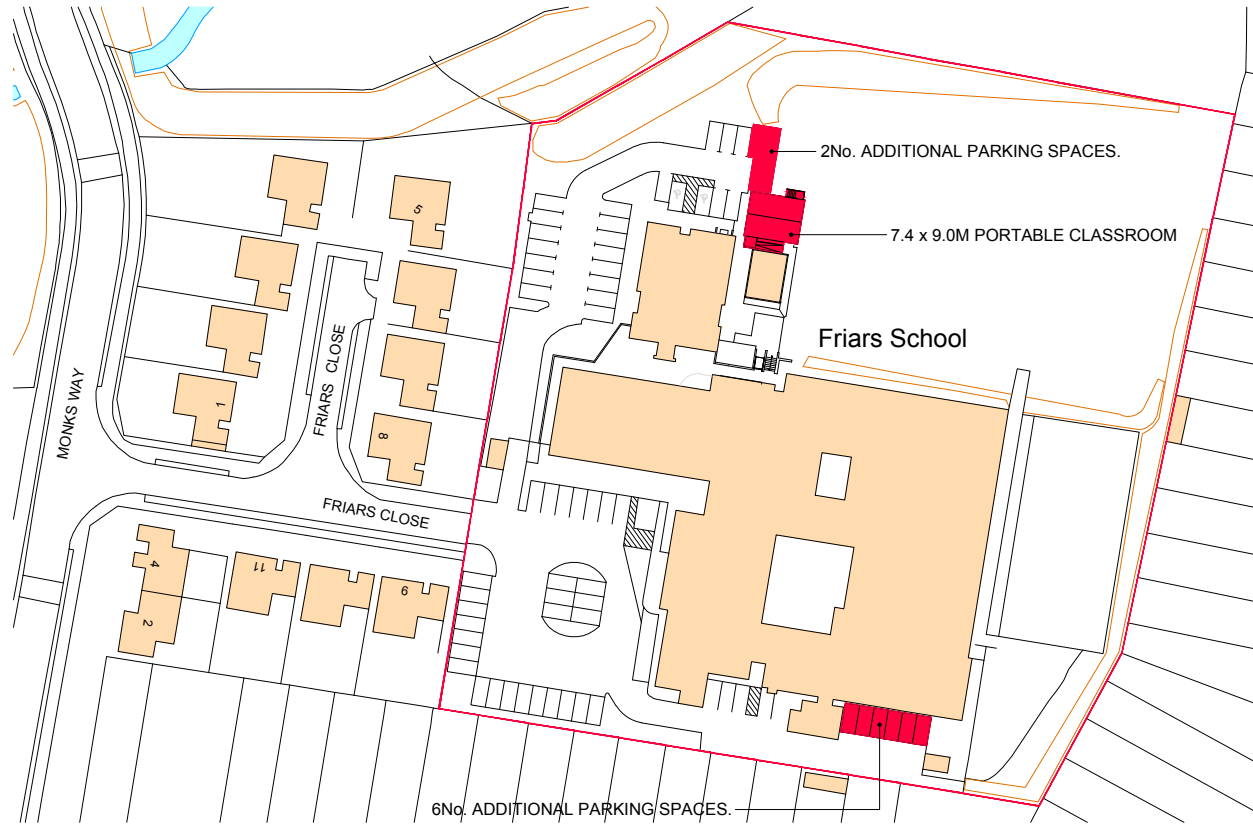 2No. ADDITIONAL PARKING SPACES.
5
7.4 x 9.0M PORTABLE CLASSROOM
Friars School
FRIARS CLOSE
1
MONKS WAY
8
FRIARS CLOSE
4
11
9
2
6No. ADDITIONAL PARKING SPACES.